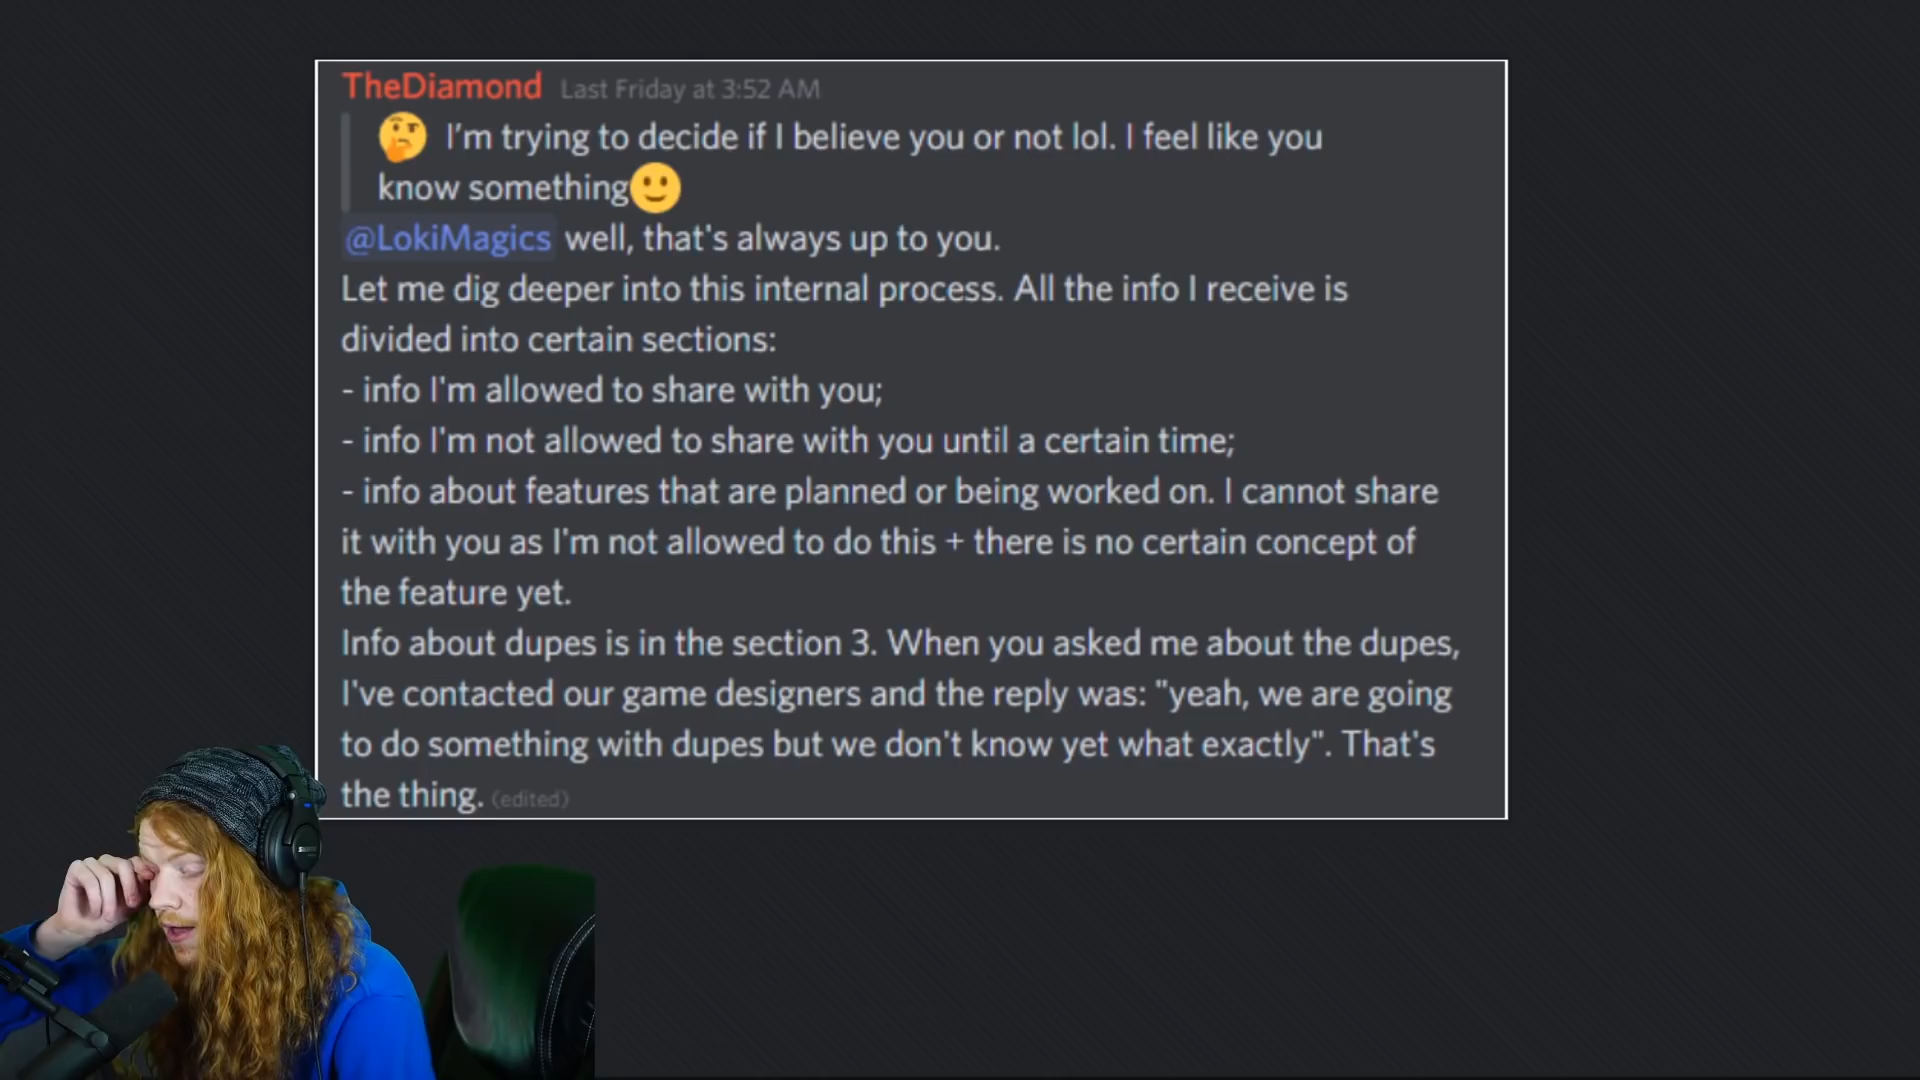 TheDiamond Last Friday at 3:52 AM
🤔 I'm trying to decide if I believe you or not lol. I feel like you
know something🙂
@LokiMagics well, that's always up to you.
Let me dig deeper into this internal process. All the info I receive is
divided into certain sections:
- info I'm allowed to share with you;
- info I'm not allowed to share with you until a certain time;
- info about features that are planned or being worked on. I cannot share
it with you as I'm not allowed to do this + there is no certain concept of
the feature yet.
Info about dupes is in the section 3. When you asked me about the dupes,
I've contacted our game designers and the reply was: "yeah, we are going
to do something with dupes but we don't know yet what exactly". That's
the thing. (edited)